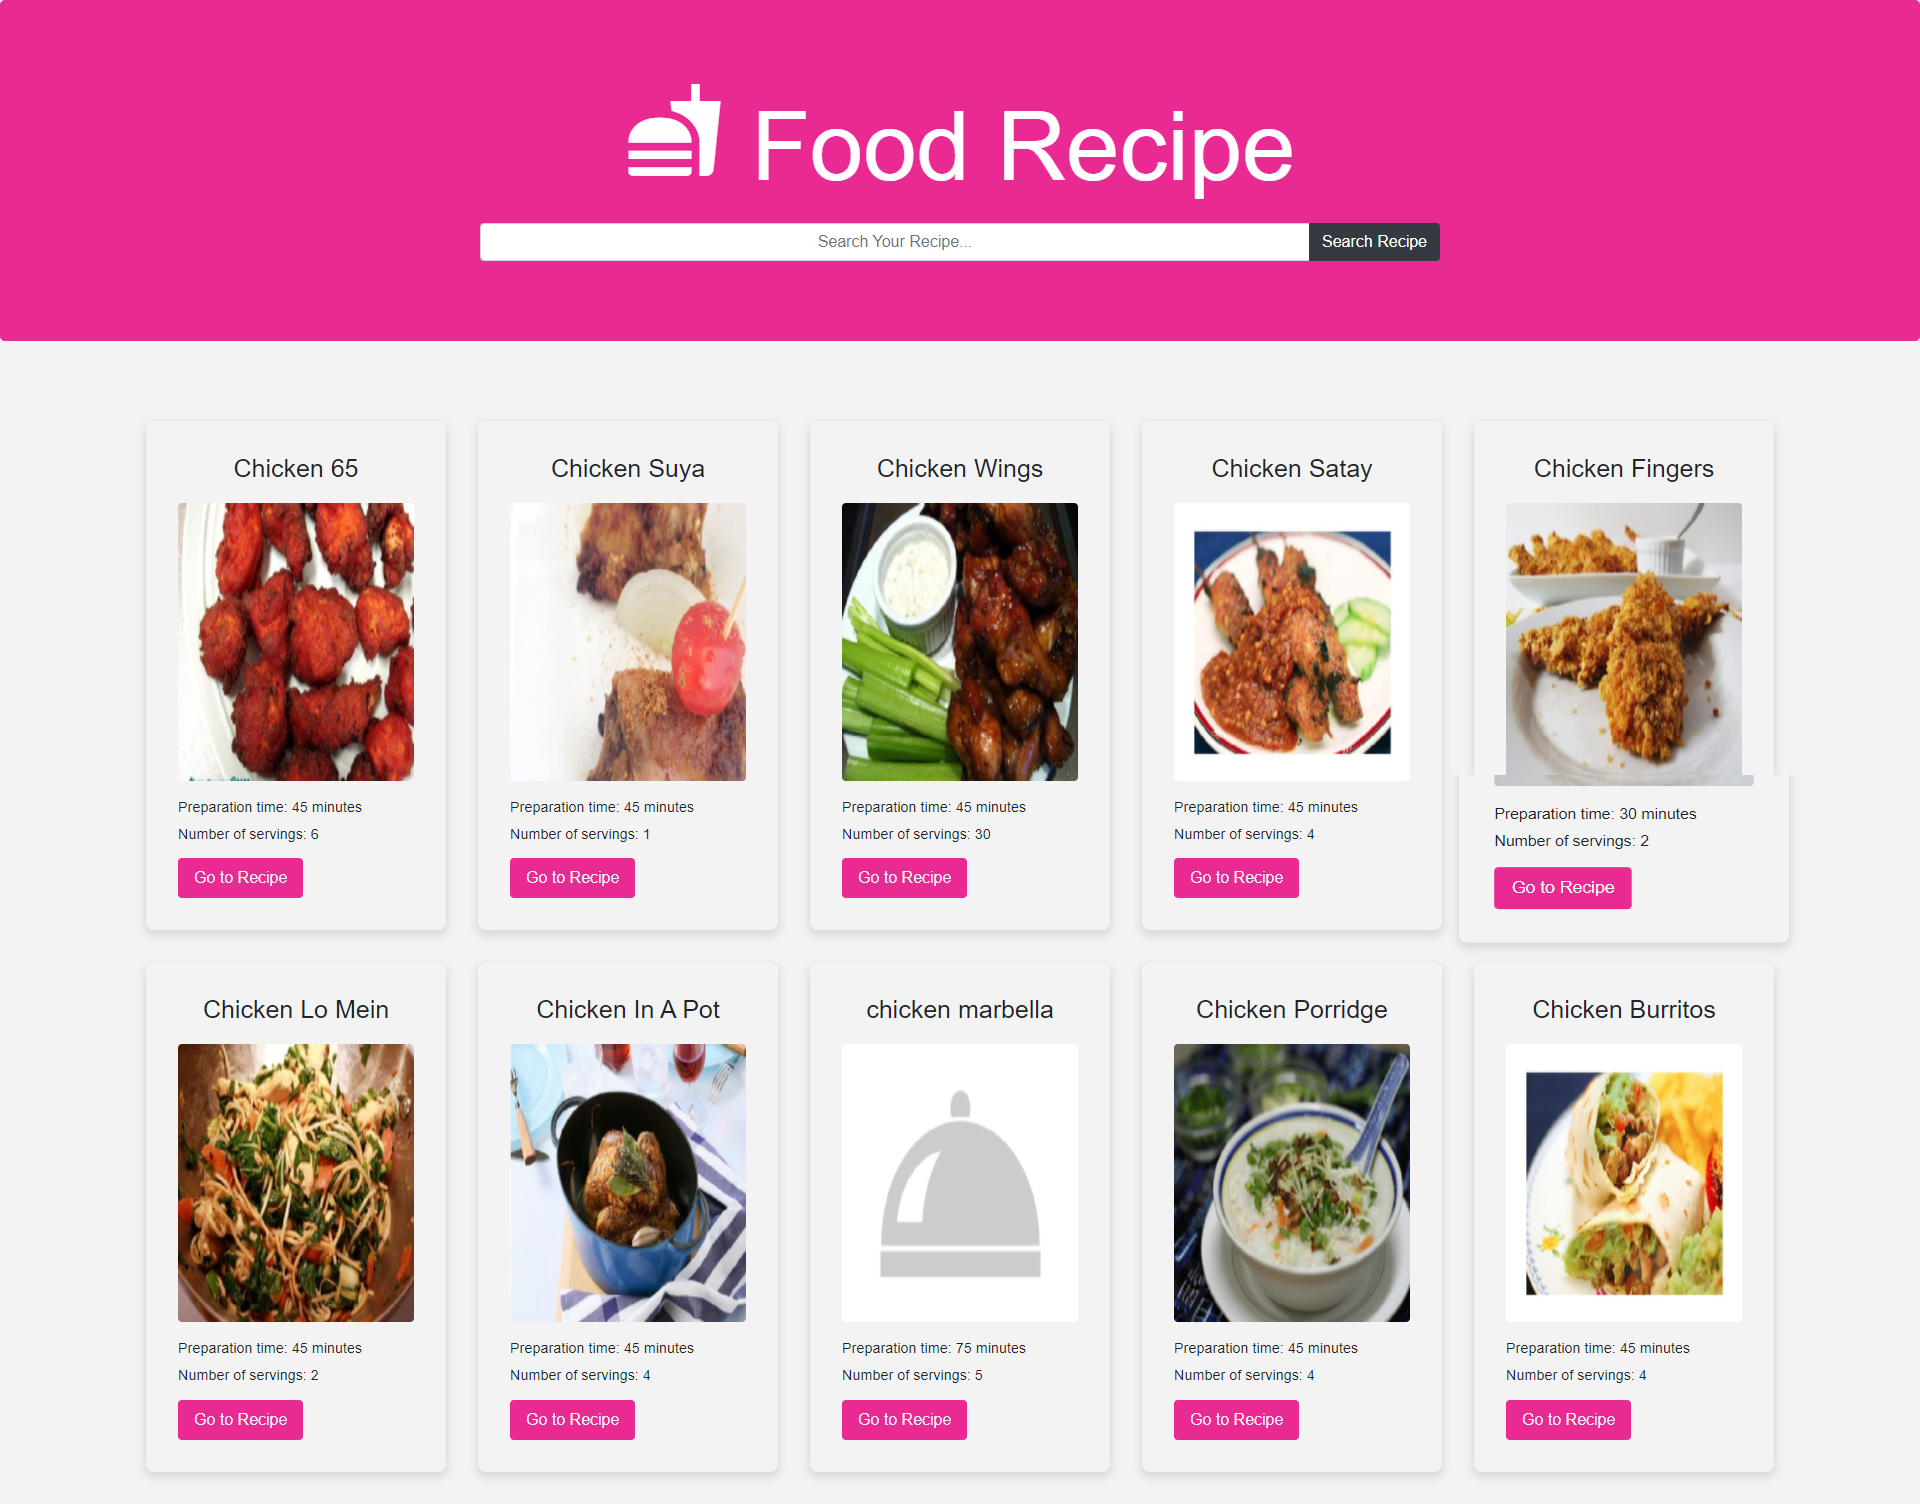 Food Recipe
Search Your Recipe...
Search Recipe
Chicken 65
Preparation time: 45 minutes
Number of servings: 6
Go to Recipe
Chicken Suya
Preparation time: 45 minutes
Number of servings: 1
Go to Recipe
Chicken Wings
Preparation time: 45 minutes
Number of servings: 30
Go to Recipe
Chicken Satay
Preparation time: 45 minutes
Number of servings: 4
Go to Recipe
Chicken Fingers
Preparation time: 30 minutes
Number of servings: 2
Go to Recipe
Chicken Lo Mein
Preparation time: 45 minutes
Number of servings: 2
Go to Recipe
Chicken In A Pot
Preparation time: 45 minutes
Number of servings: 4
Go to Recipe
chicken marbella
Preparation time: 75 minutes
Number of servings: 5
Go to Recipe
Chicken Porridge
Preparation time: 45 minutes
Number of servings: 4
Go to Recipe
Chicken Burritos
Preparation time: 45 minutes
Number of servings: 4
Go to Recipe